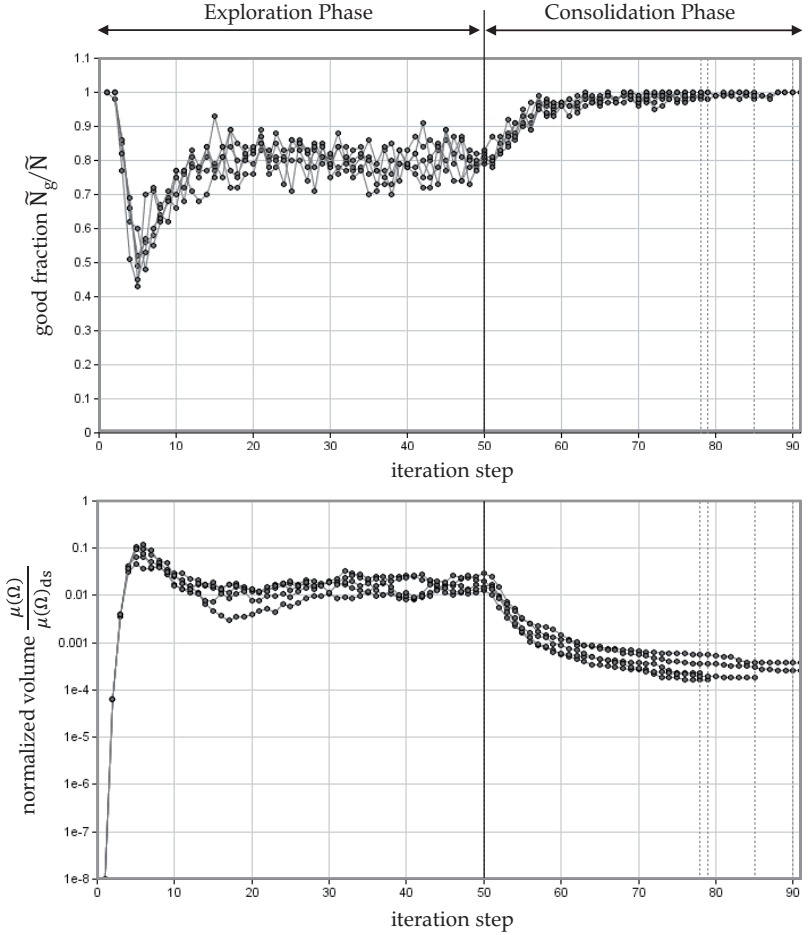 Exploration Phase
Consolidation Phase
1.1
1
0.9
0.8
0.7
0.6
0.5
0.4
0.3
0.2
0.1
0
good fraction Ñg/Ñ
0 10 20 30 40 50 60 70 80 90
iteration step
1
0.1
0.01
0.001
1e-4
1e-5
1e-6
1e-7
1e-8
normalized volume μ(Ω) / μ(Ω)ds
0 10 20 30 40 50 60 70 80 90
iteration step